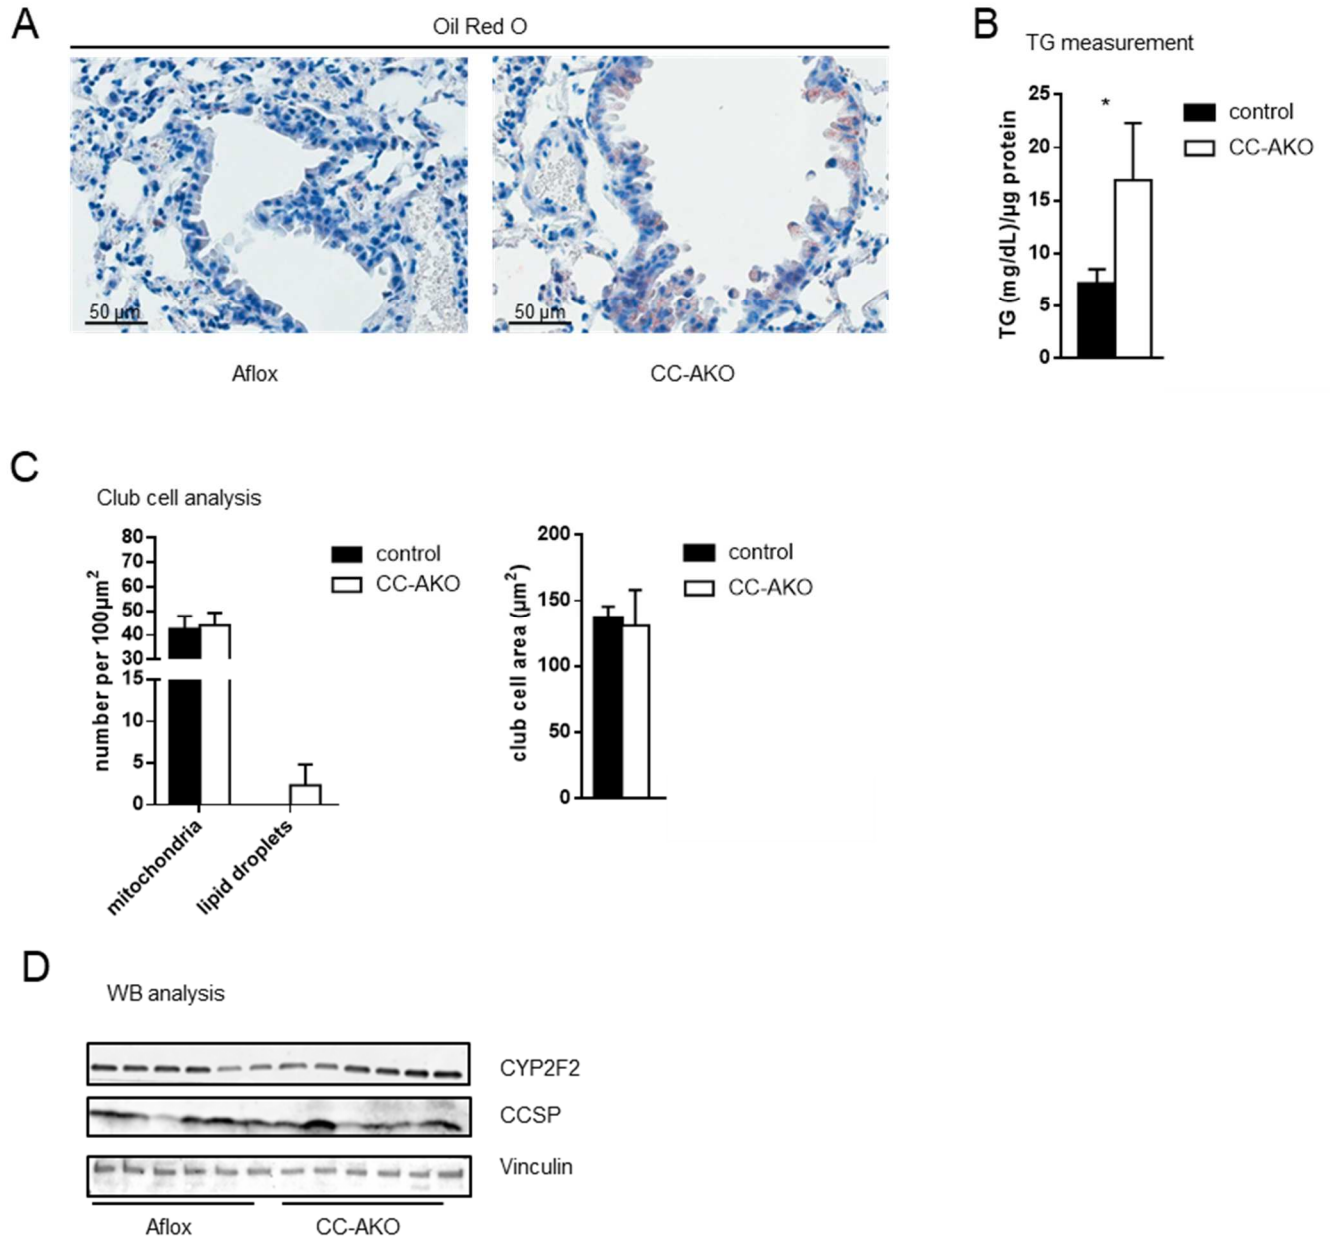 A
Oil Red O
50 µm
50 µm
Aflox
CC-AKO
B
TG measurement
TG (mg/dL)/µg protein
25
20
15
10
5
0
*
control
CC-AKO
C
Club cell analysis
number per 100µm²
80
70
60
50
40
30
15
10
5
0
mitochondria
lipid droplets
control
CC-AKO
club cell area (µm²)
200
150
100
50
0
control
CC-AKO
D
WB analysis
CYP2F2
CCSP
Vinculin
Aflox
CC-AKO